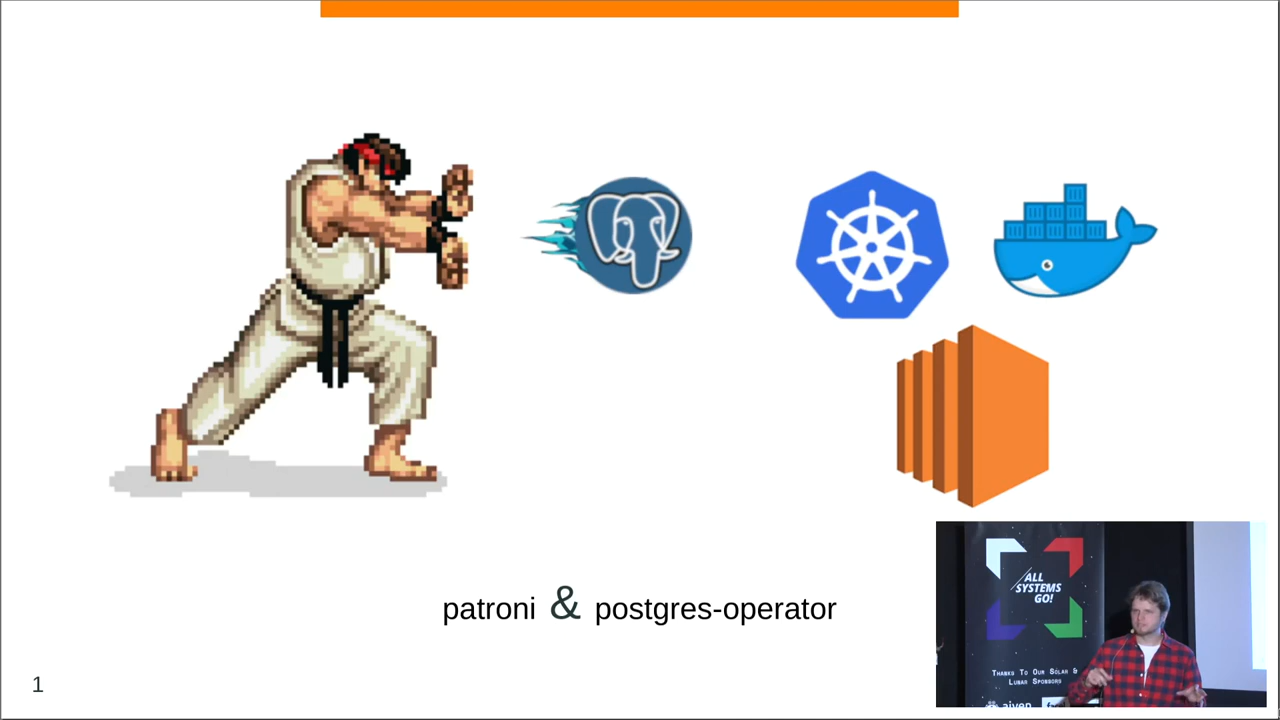 patroni & postgres-operator
1
ALL
SYSTEMS
GO!
THANKS TO OUR SOLAR &
LUNAR SPONSORS
aiven